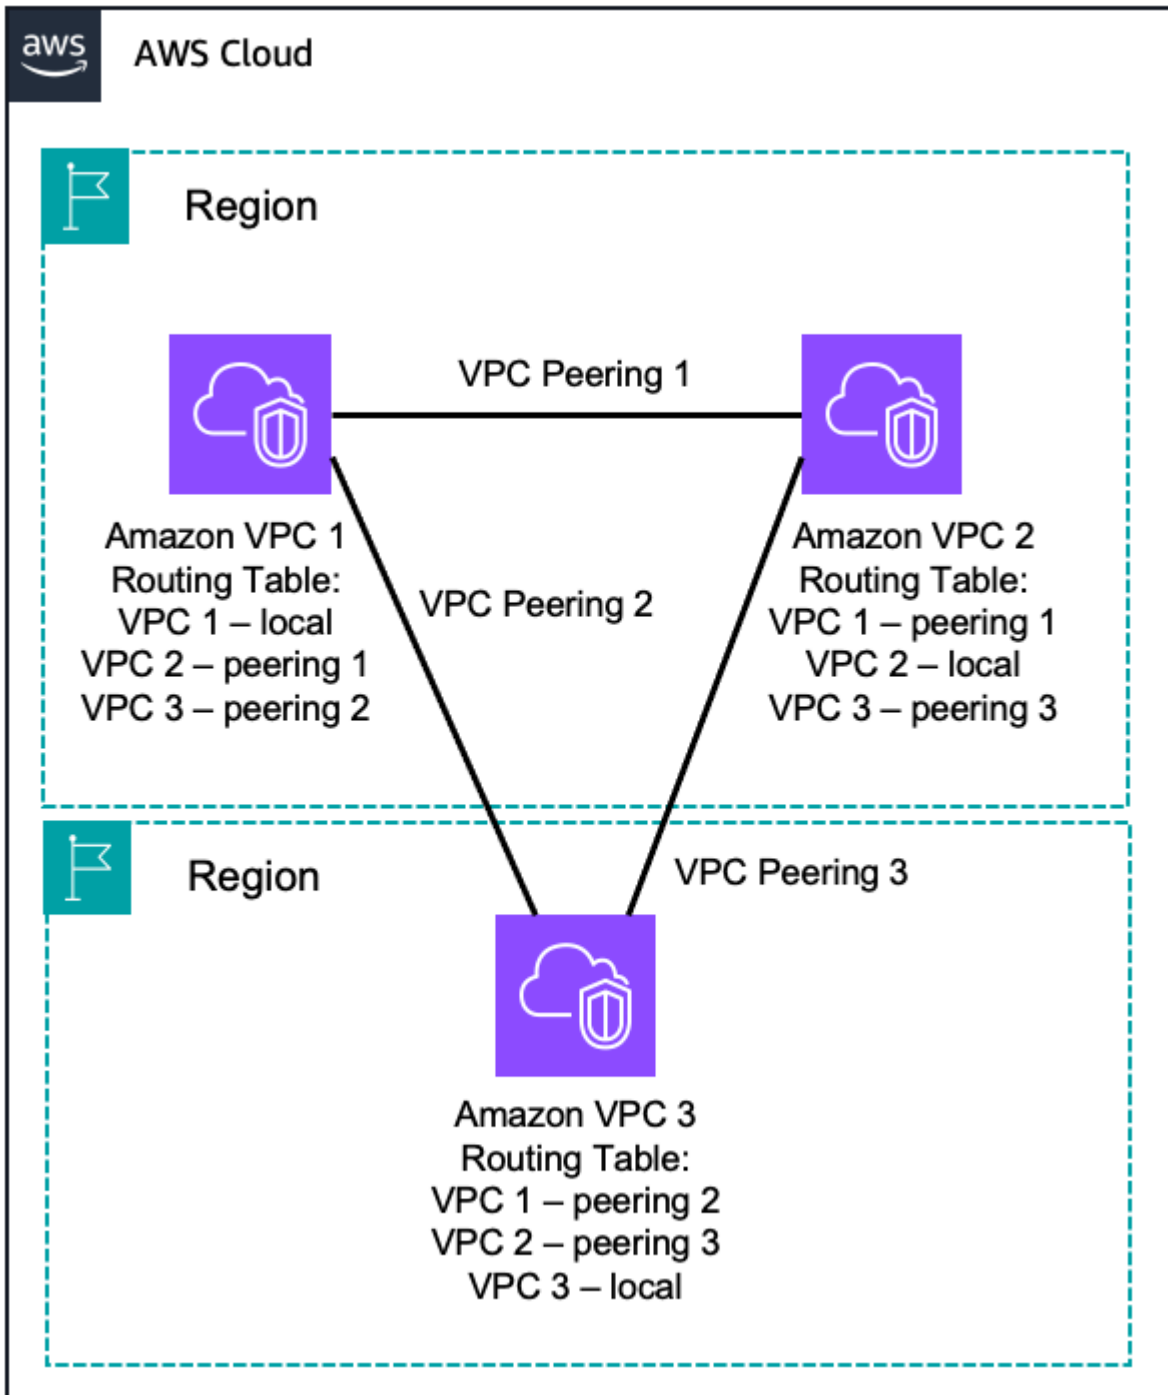 aws
AWS Cloud
Region
VPC Peering 1
Amazon VPC 1
Routing Table:
VPC 1 – local
VPC 2 – peering 1
VPC 3 – peering 2
VPC Peering 2
Amazon VPC 2
Routing Table:
VPC 1 – peering 1
VPC 2 – local
VPC 3 – peering 3
Region
VPC Peering 3
Amazon VPC 3
Routing Table:
VPC 1 – peering 2
VPC 2 – peering 3
VPC 3 – local